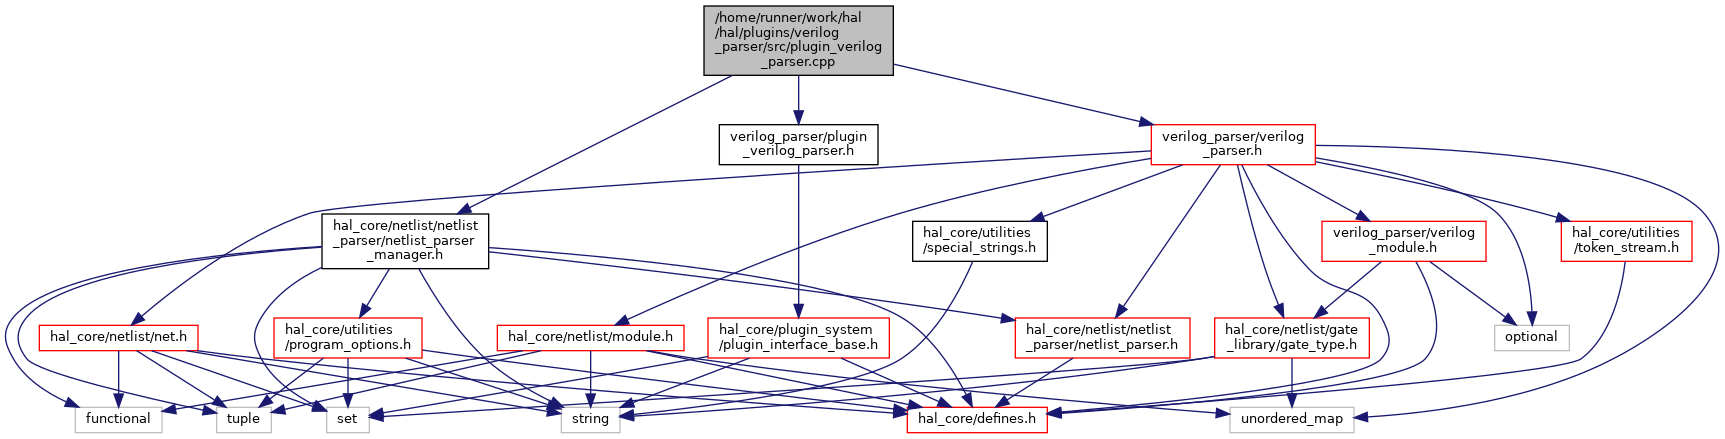 /home/runner/work/hal
/hal/plugins/verilog
_parser/src/plugin_verilog
_parser.cpp
verilog_parser/plugin
_verilog_parser.h
verilog_parser/verilog
_parser.h
hal_core/netlist/netlist
_parser/netlist_parser
_manager.h
hal_core/utilities
/special_strings.h
verilog_parser/verilog
_module.h
hal_core/utilities
/token_stream.h
hal_core/netlist/net.h
hal_core/utilities
/program_options.h
hal_core/netlist/module.h
hal_core/plugin_system
/plugin_interface_base.h
hal_core/netlist/netlist
_parser/netlist_parser.h
hal_core/netlist/gate
_library/gate_type.h
optional
functional
tuple
set
string
hal_core/defines.h
unordered_map